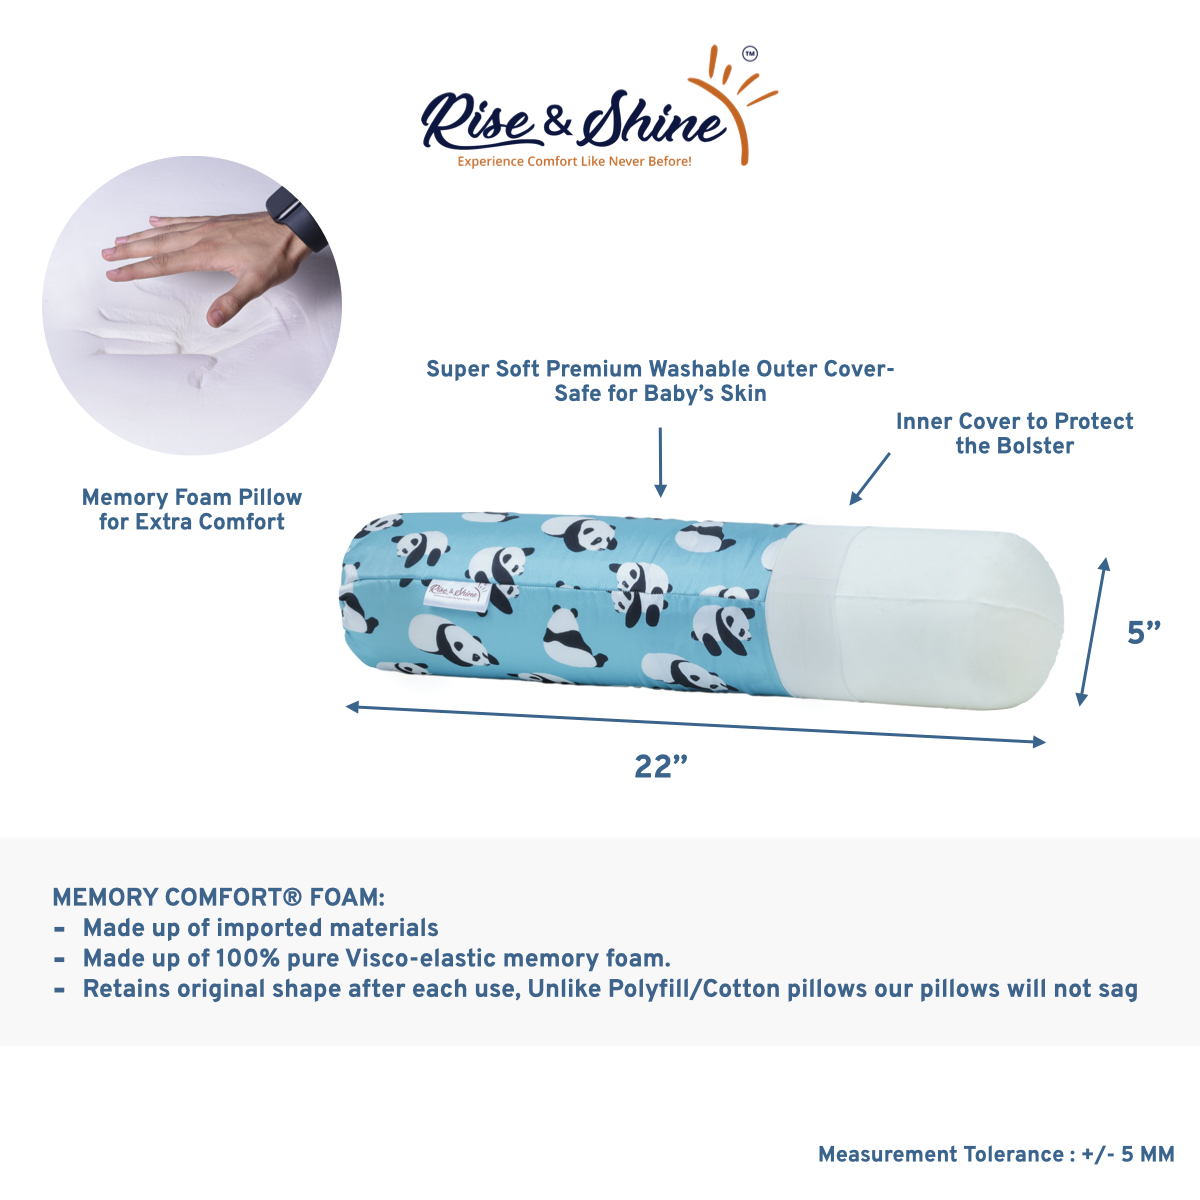 Rise & Shine
TM
Experience Comfort Like Never Before!
Super Soft Premium Washable Outer Cover-
Safe for Baby’s Skin
Inner Cover to Protect
the Bolster
Memory Foam Pillow
for Extra Comfort
Rise & Shine
5”
22”
MEMORY COMFORT® FOAM:
- Made up of imported materials
- Made up of 100% pure Visco-elastic memory foam.
- Retains original shape after each use, Unlike Polyfill/Cotton pillows our pillows will not sag
Measurement Tolerance : +/- 5 MM